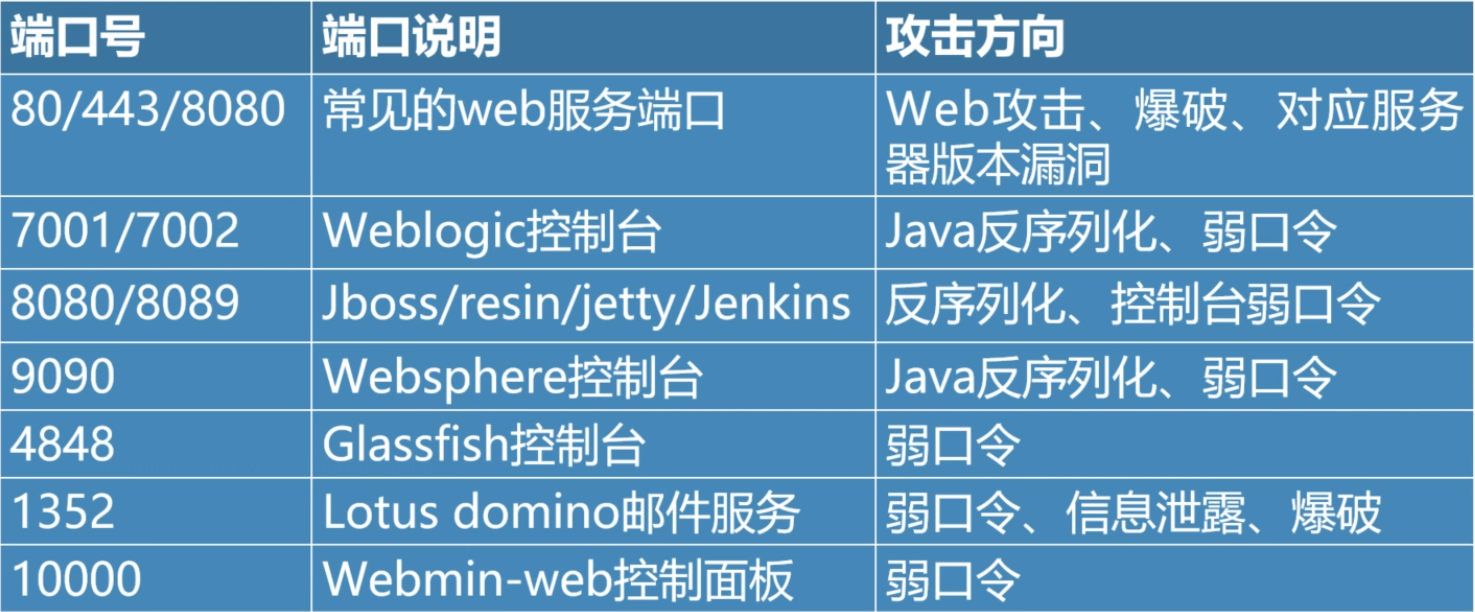 端口号 端口说明 攻击方向
80/443/8080 常见的web服务端口 Web攻击、爆破、对应服务
器版本漏洞
7001/7002 Weblogic控制台 Java反序列化、弱口令
8080/8089 Jboss/resin/jetty/Jenkins 反序列化、控制台弱口令
9090 Websphere控制台 Java反序列化、弱口令
4848 Glassfish控制台 弱口令
1352 Lotus domino邮件服务 弱口令、信息泄露、爆破
10000 Webmin-web控制面板 弱口令